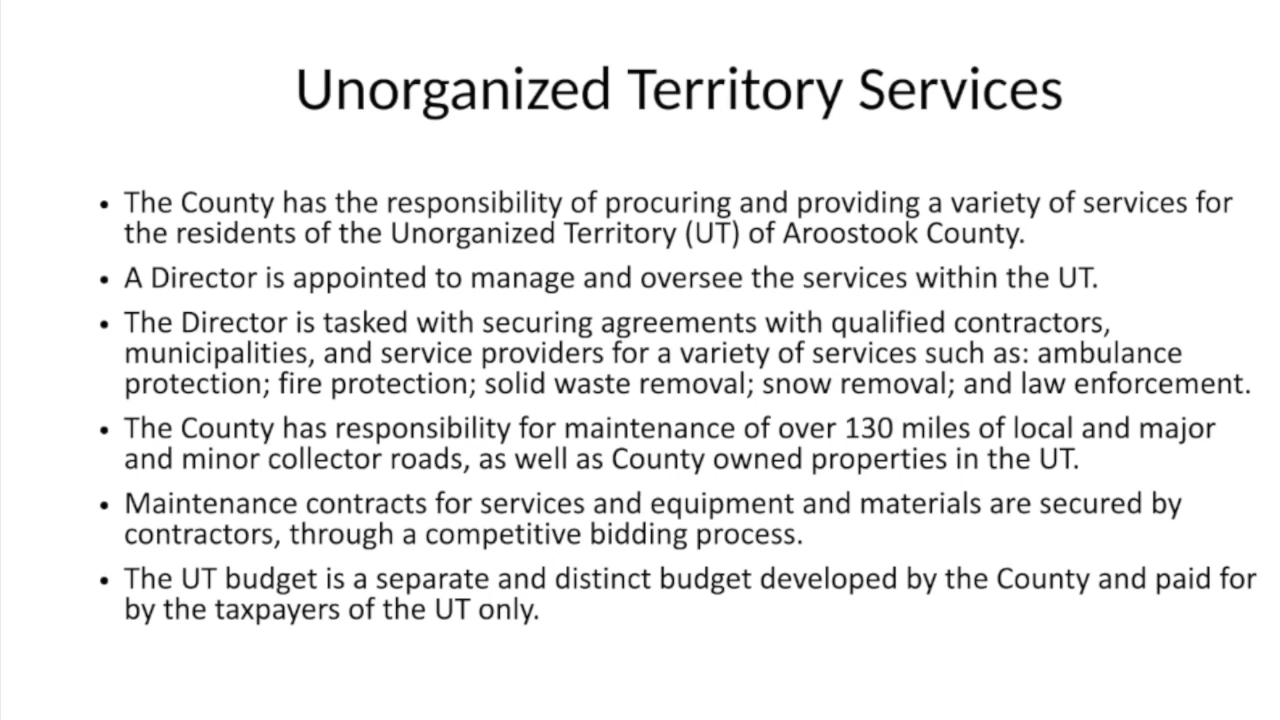 Unorganized Territory Services
• The County has the responsibility of procuring and providing a variety of services for
the residents of the Unorganized Territory (UT) of Aroostook County.
• A Director is appointed to manage and oversee the services within the UT.
• The Director is tasked with securing agreements with qualified contractors,
municipalities, and service providers for a variety of services such as: ambulance
protection; fire protection; solid waste removal; snow removal; and law enforcement.
• The County has responsibility for maintenance of over 130 miles of local and major
and minor collector roads, as well as County owned properties in the UT.
• Maintenance contracts for services and equipment and materials are secured by
contractors, through a competitive bidding process.
• The UT budget is a separate and distinct budget developed by the County and paid for
by the taxpayers of the UT only.